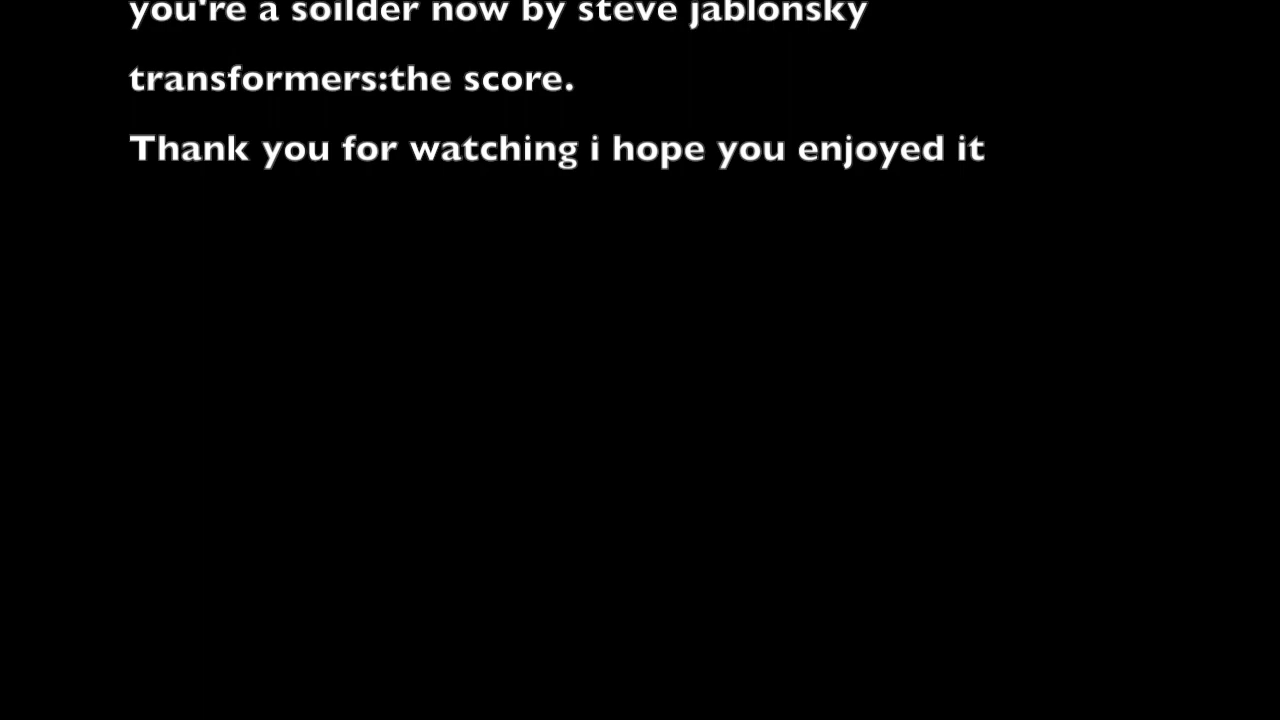 you're a soilder now by steve jablonsky
transformers:the score.
Thank you for watching i hope you enjoyed it